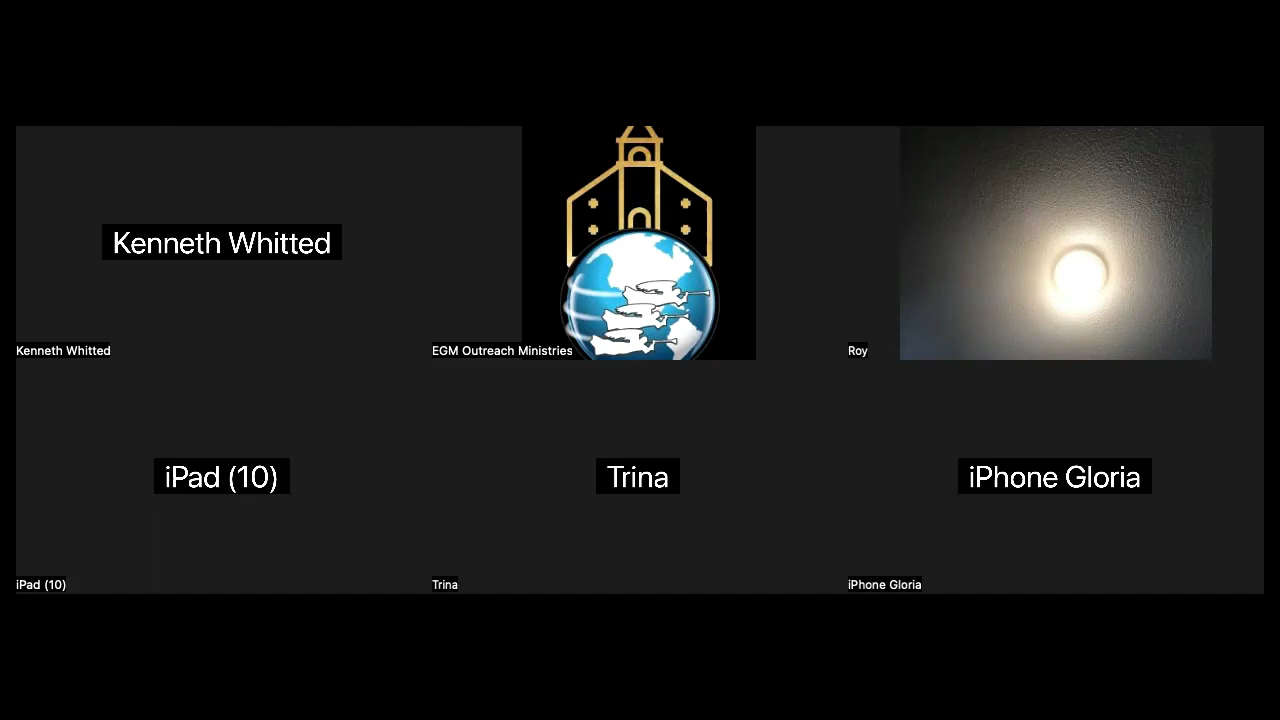 Kenneth Whitted
Kenneth Whitted
EGM Outreach Ministries
Roy
iPad (10)
Trina
iPhone Gloria
iPad (10)
Trina
iPhone Gloria